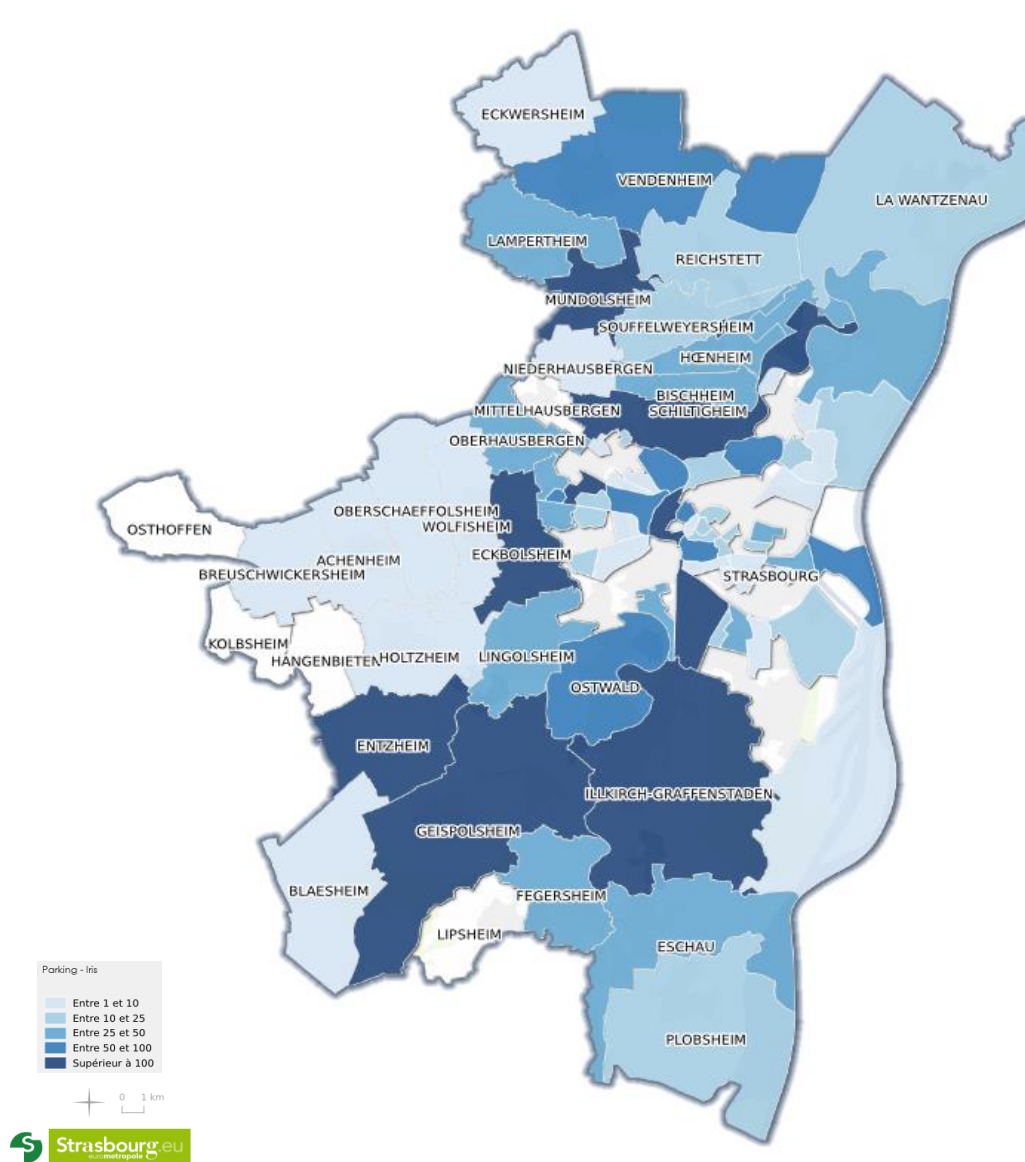 ECKWERSHEIM
VENDENHEIM
LA WANTZENAU
LAMPERTHEIM
REICHSTETT
MUNDOLSHEIM
SOUFFELWEYERSHEIM
HŒNHEIM
NIEDERHAUSBERGEN
BISCHHEIM
MITTELHAUSBERGEN
SCHILTIGHEIM
OBERHAUSBERGEN
OBERSCHAEFFOLSHEIM
OSTHOFFEN
WOLFISHEIM
ECKBOLSHEIM
ACHENHEIM
BREUSCHWICKERSHEIM
STRASBOURG
KOLBSHEIM
HANGENBIETEN
HOLTZHEIM
LINGOLSHEIM
OSTWALD
ENTZHEIM
ILLKIRCH-GRAFFENSTADEN
GEISPOLSHEIM
BLAESHEIM
FEGERSHEIM
LIPSHEIM
ESCHAU
PLOBSHEIM
Parking - Iris
Entre 1 et 10
Entre 10 et 25
Entre 25 et 50
Entre 50 et 100
Supérieur à 100
0 1 km
Strasbourg.eu
eurométropole